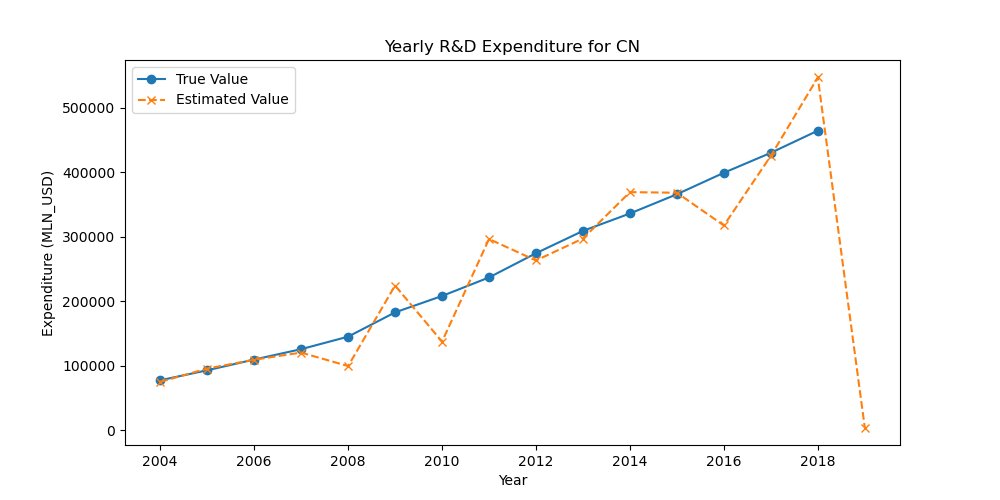 Yearly R&D Expenditure for CN
True Value
Estimated Value
500000
400000
300000
200000
100000
0
Expenditure (MLN_USD)
2004 2006 2008 2010 2012 2014 2016 2018
Year